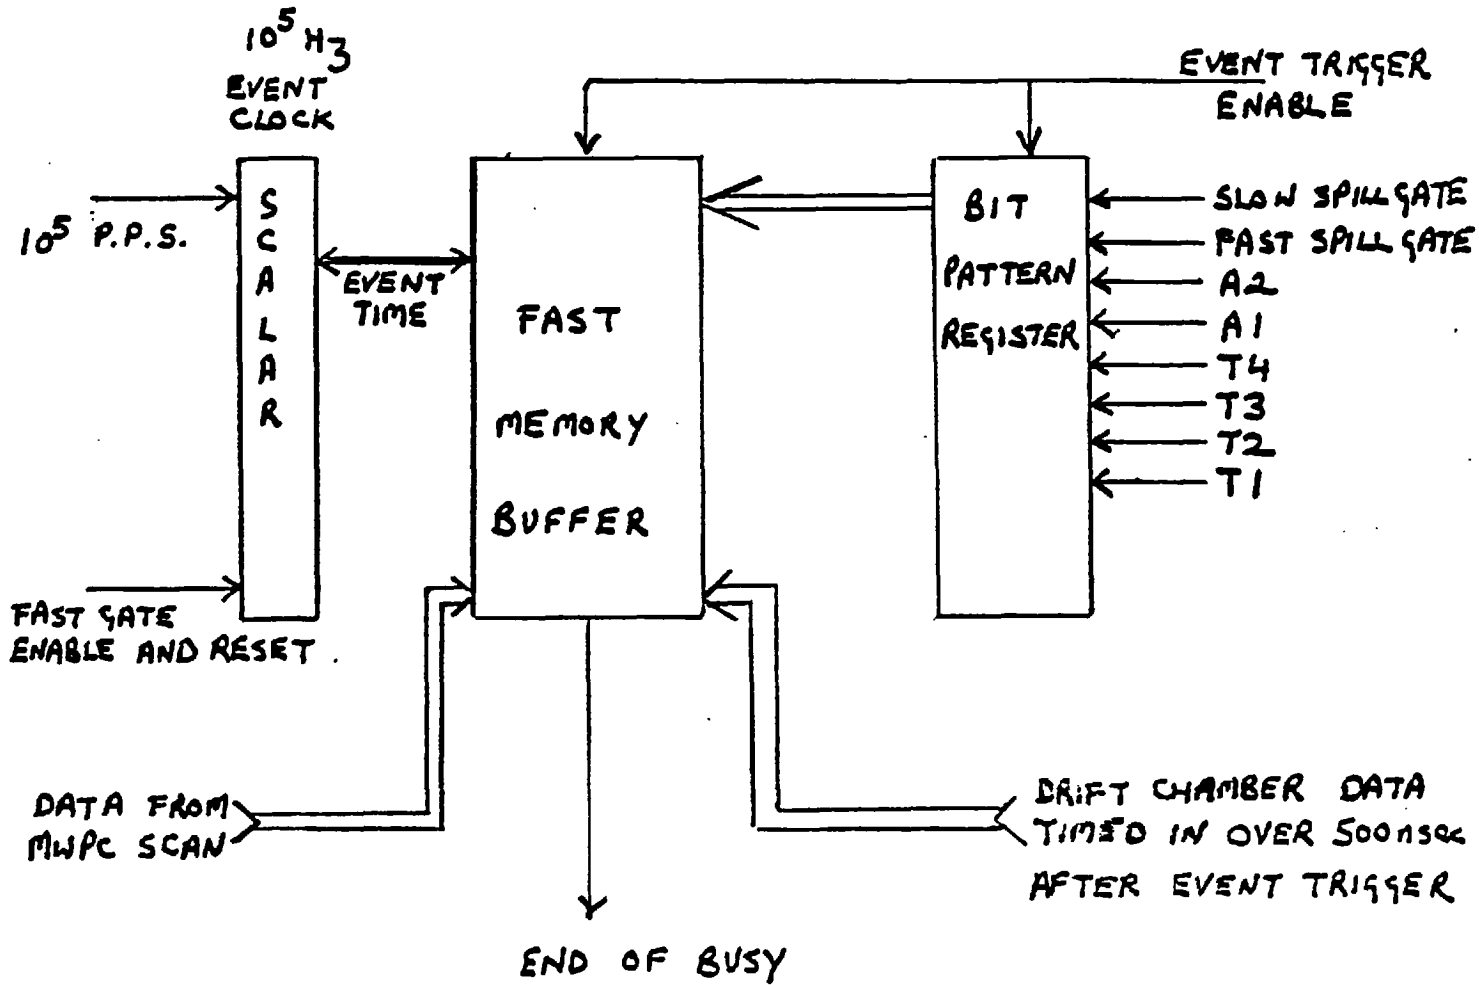 10⁵ Hz
EVENT
CLOCK
EVENT TRIGGER
ENABLE
10⁵ P.P.S.
SCALAR
EVENT
TIME
FAST
MEMORY
BUFFER
BIT
PATTERN
REGISTER
SLOW SPILL GATE
FAST SPILL GATE
A2
A1
T4
T3
T2
T1
FAST GATE
ENABLE AND RESET.
DATA FROM
MWPC SCAN
DRIFT CHAMBER DATA
TIMED IN OVER 500nsec
AFTER EVENT TRIGGER
END OF BUSY